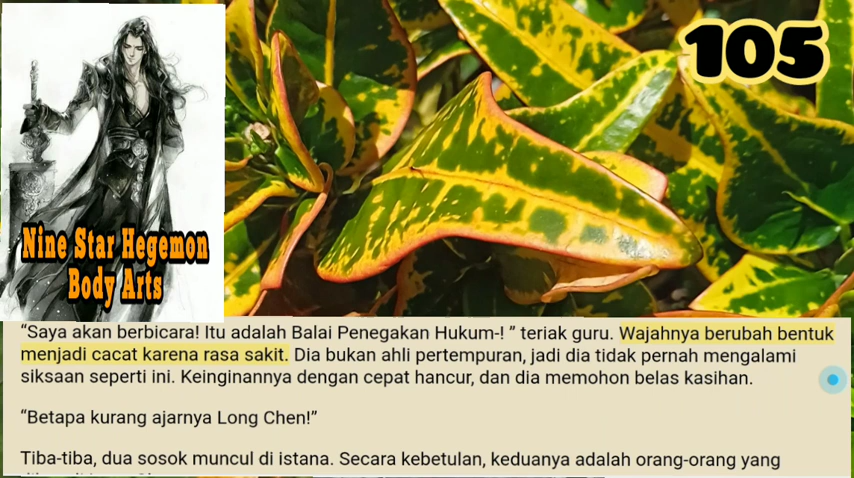 105
Nine Star Hegemon
Body Arts
“Saya akan berbicara! Itu adalah Balai Penegakan Hukum-! ” teriak guru. Wajahnya berubah bentuk
menjadi cacat karena rasa sakit. Dia bukan ahli pertempuran, jadi dia tidak pernah mengalami
siksaan seperti ini. Keinginannya dengan cepat hancur, dan dia memohon belas kasihan.
“Betapa kurang ajarnya Long Chen!”
Tiba-tiba, dua sosok muncul di istana. Secara kebetulan, keduanya adalah orang-orang yang